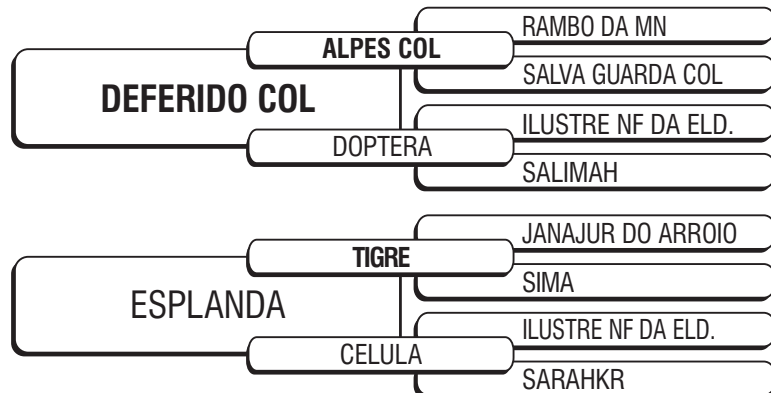 RAMBO DA MN
ALPES COL
SALVA GUARDA COL
DEFERIDO COL
ILUSTRE NF DA ELD.
DOPTERA
SALIMAH
JANAJUR DO ARROIO
TIGRE
SIMA
ESPLANDA
ILUSTRE NF DA ELD.
CELULA
SARAHKR